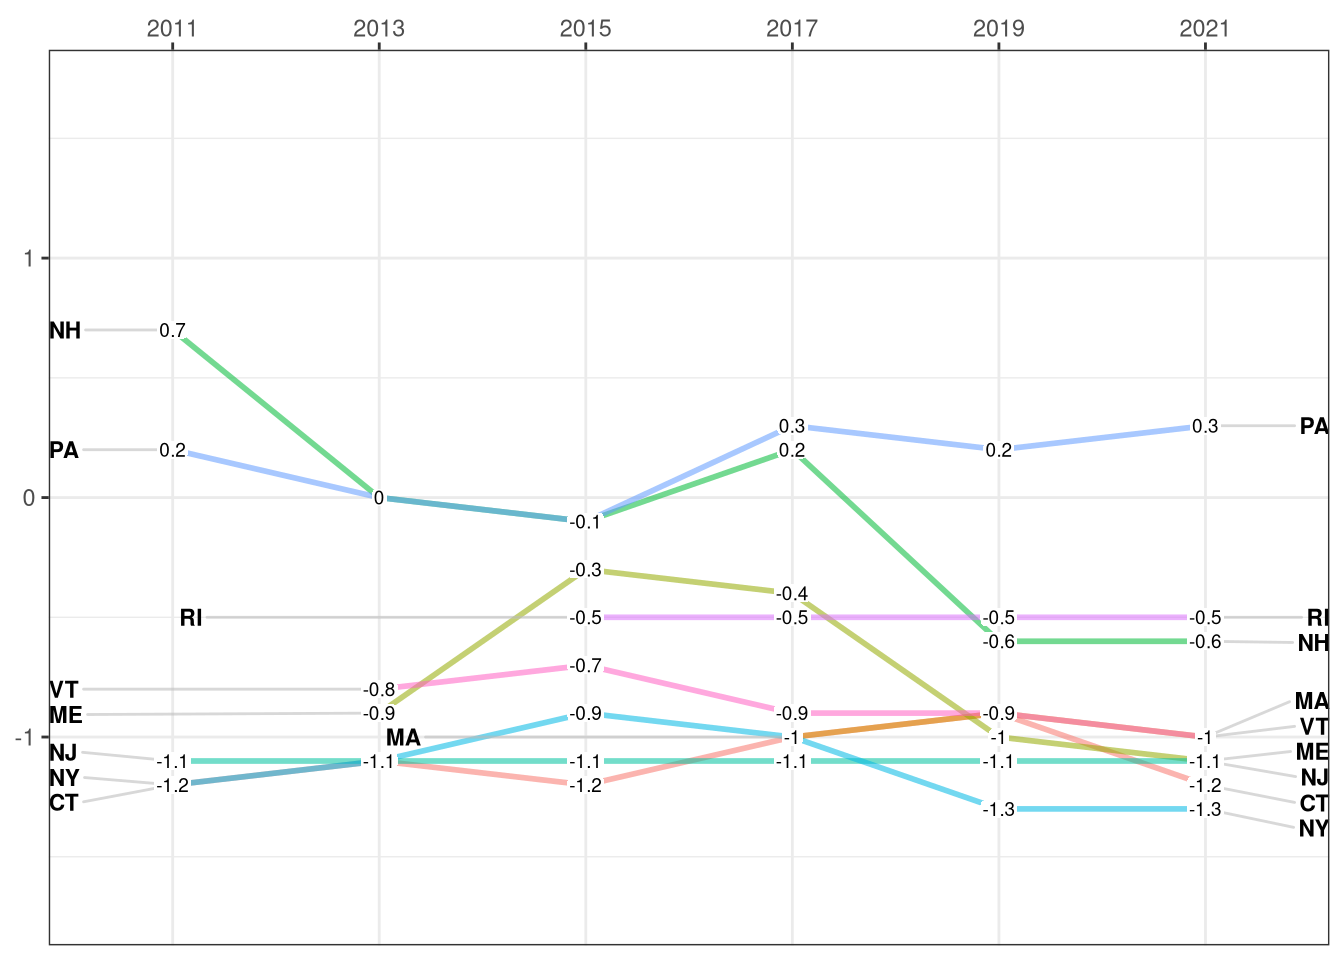 2011 2013 2015 2017 2019 2021
1
NH 0.7
0.3 0.3 PA
PA 0.2 0.2 0.2
0 0
-0.1
-0.3
-0.4
RI -0.5 -0.5 -0.5 -0.5 RI
-0.6 -0.6 NH
-0.7
VT -0.8
MA
ME -0.9 -0.9 -0.9 -0.9
VT
-1 MA -1 -1 -1
NJ ME
-1.1 -1.1 -1.1 -1.1 -1.1 -1.1
NY NJ
-1.2 -1.2 -1.2
CT CT
-1.3 -1.3
NY